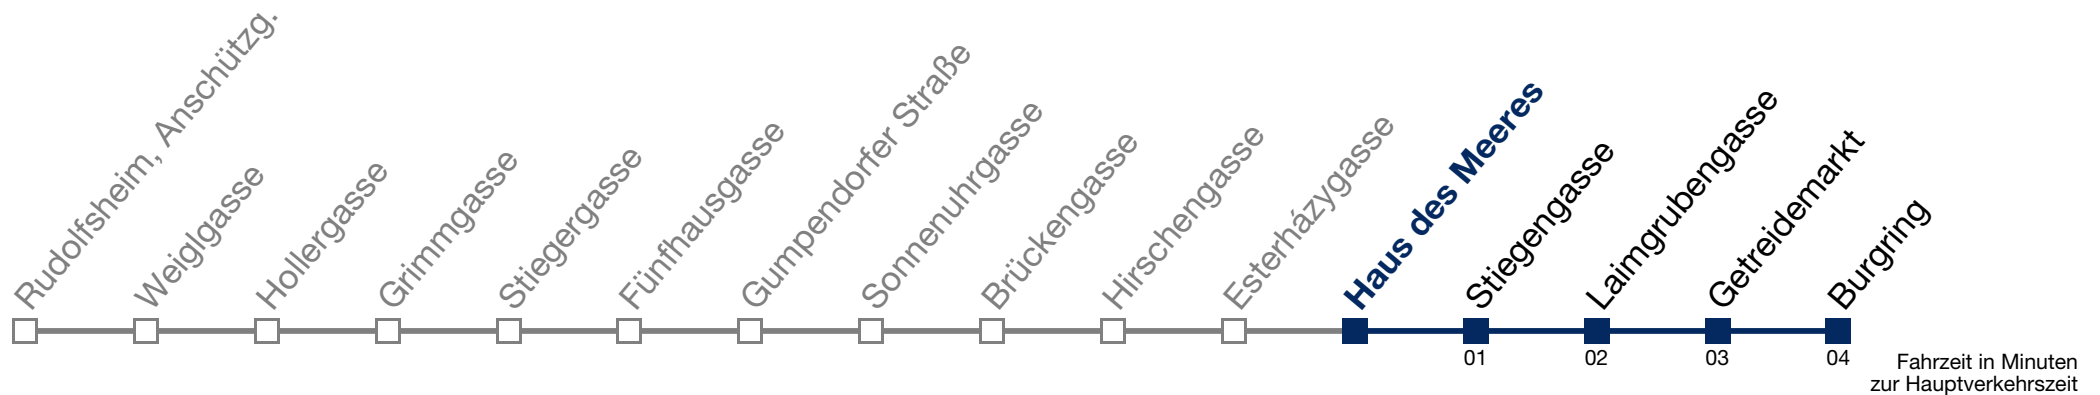 Rudolfsheim, Anschützg.
Weiglgasse
Hollergasse
Grimmgasse
Stiegergasse
Fünfhausgasse
Gumpendorfer Straße
Sonnenuhrgasse
Brückengasse
Hirschengasse
Esterházygasse
Haus des Meeres
Stiegengasse
Laimgrubengasse
Getreidemarkt
Burgring
01
02
03
04
Fahrzeit in Minuten
zur Hauptverkehrszeit